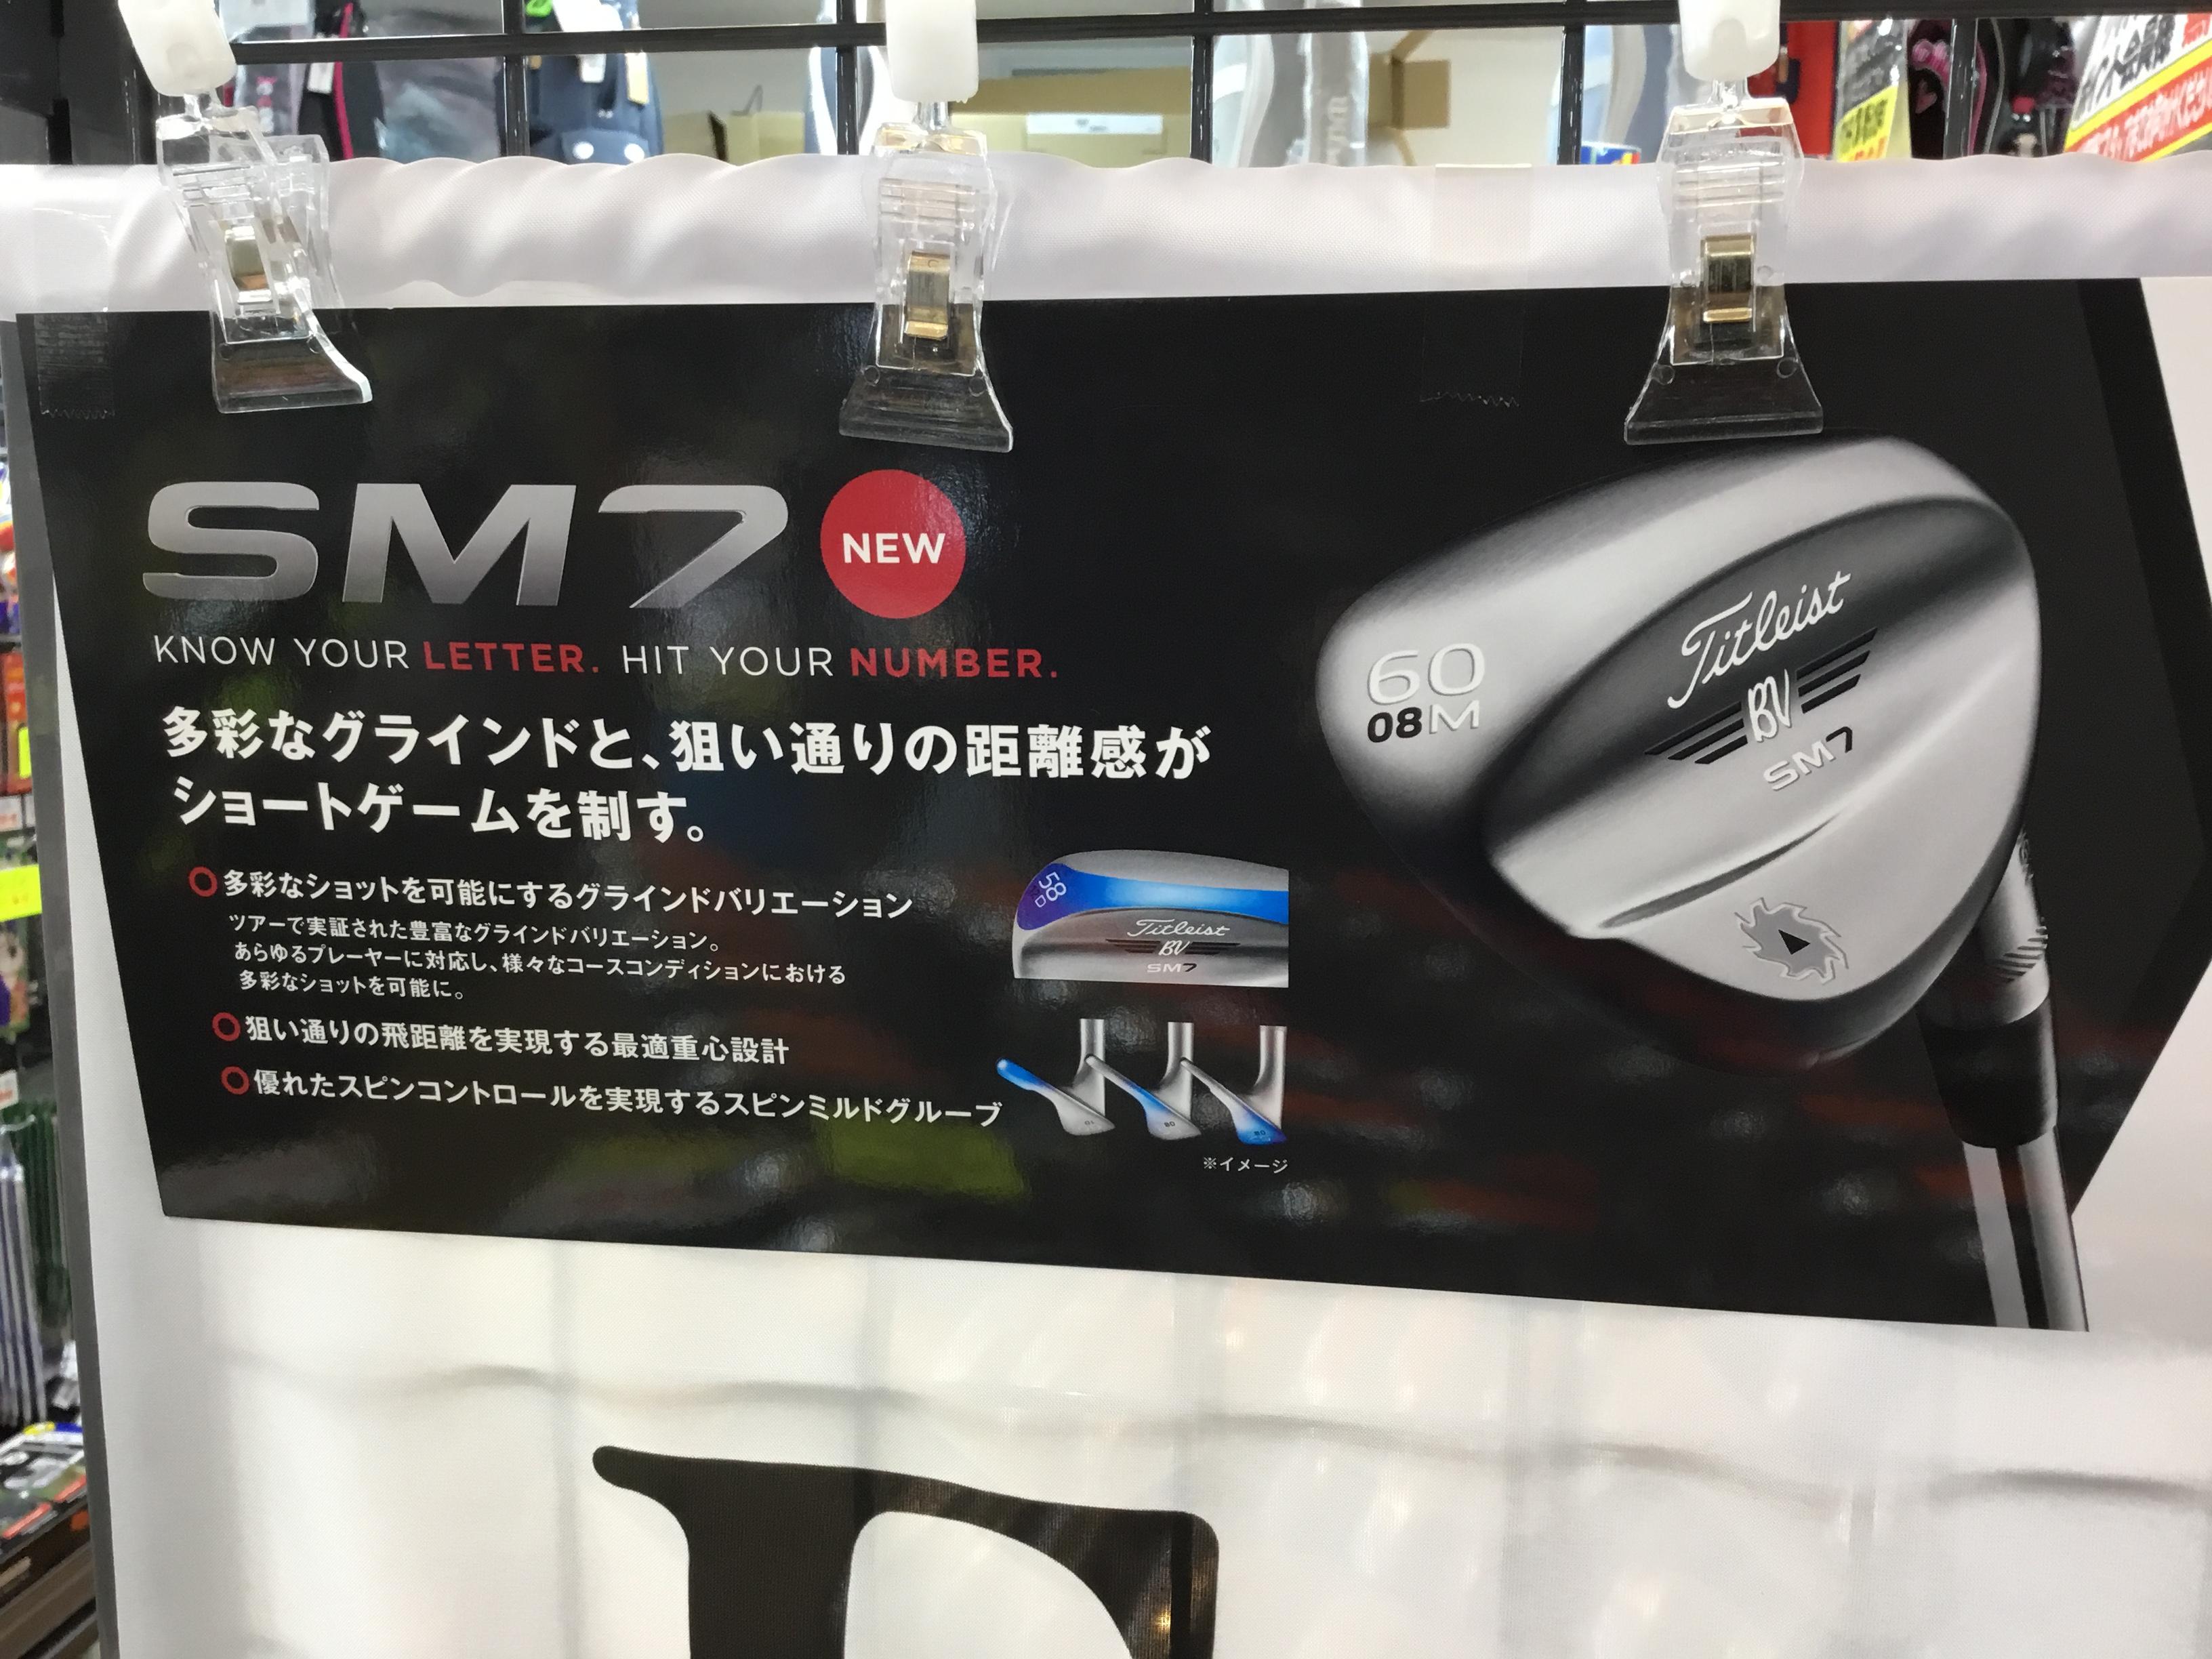 SM7 NEW
KNOW YOUR LETTER. HIT YOUR NUMBER.
多彩なグラインドと、狙い通りの距離感が
ショートゲームを制す。
多彩なショットを可能にするグラインドバリエーション
ツアーで実証された豊富なグラインドバリエーション。
あらゆるプレーヤーに対応し、様々なコースコンディションにおける
多彩なショットを可能に。
狙い通りの飛距離を実現する最適重心設計
優れたスピンコントロールを実現するスピンミルドグルーブ
58
D
Titleist
BV
SM7
※イメージ
60
08M
Titleist
BV
SM7